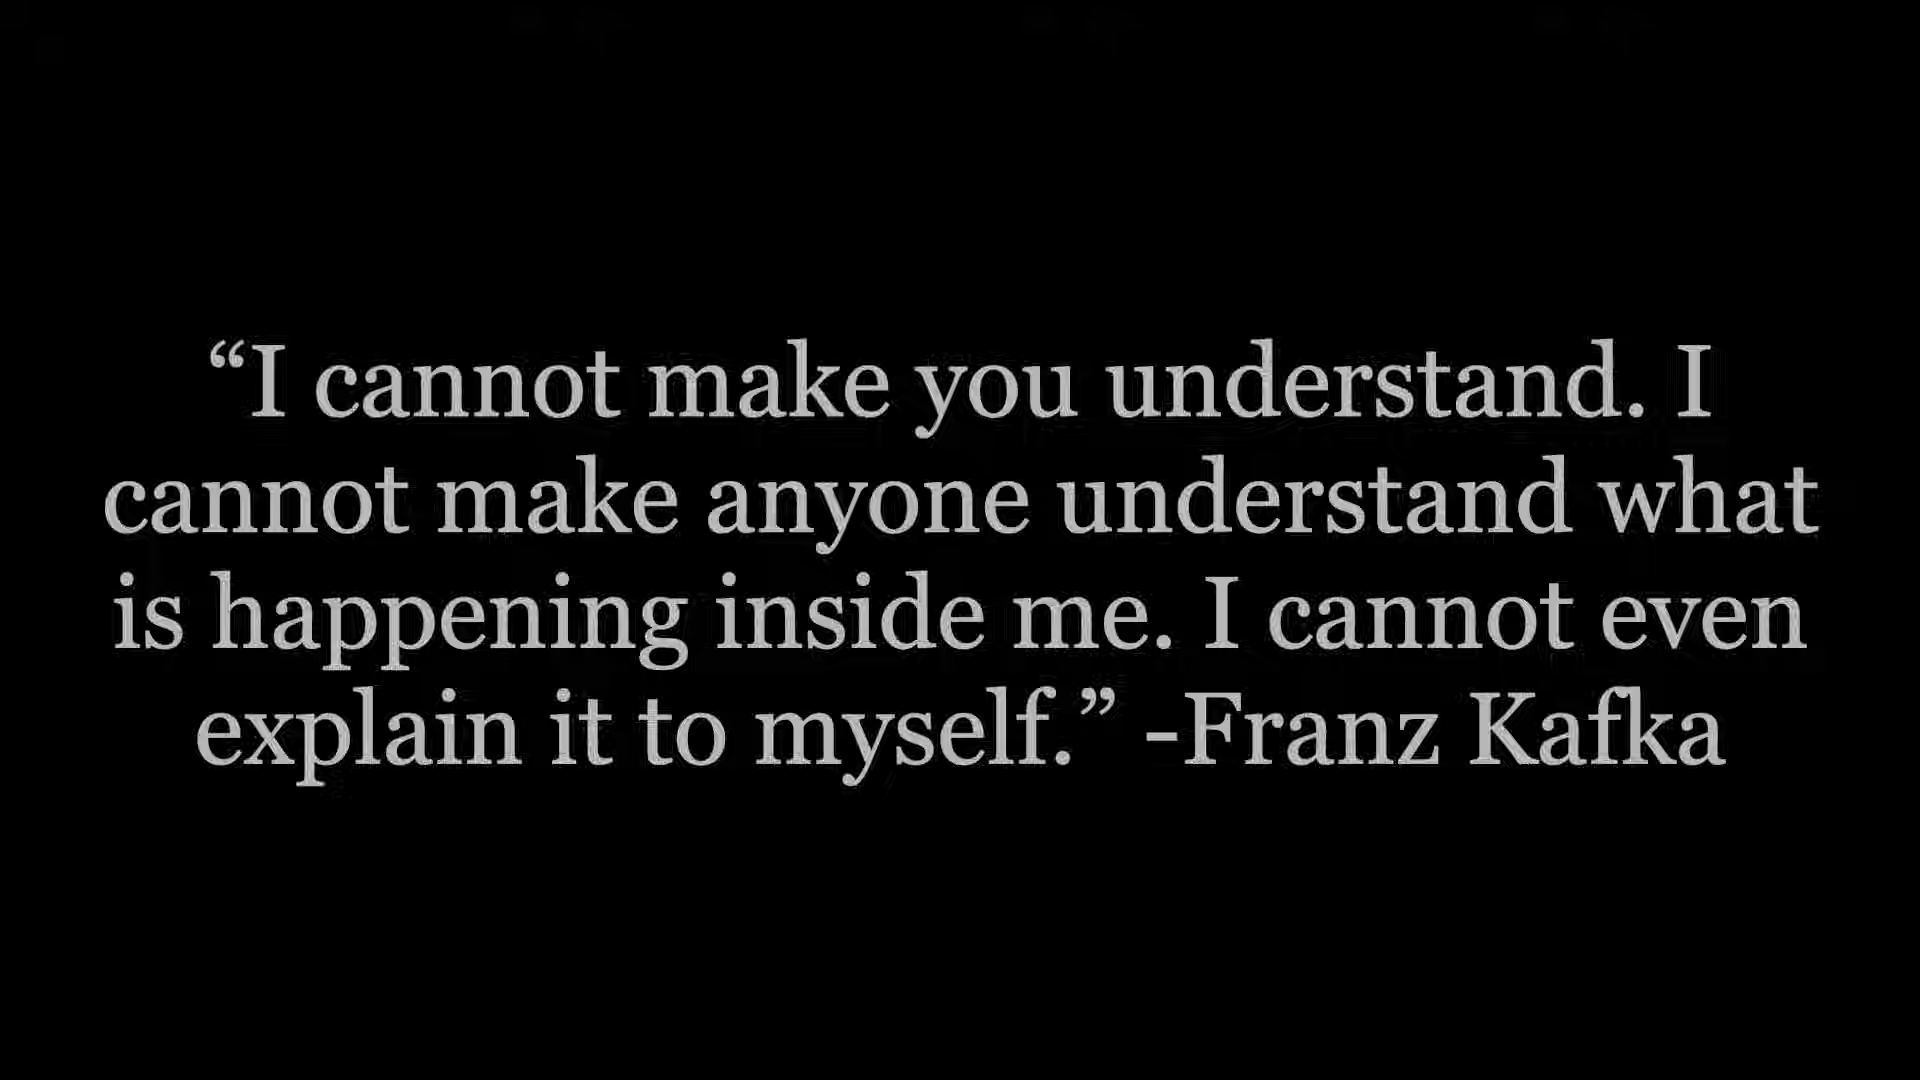 “I cannot make you understand. I
cannot make anyone understand what
is happening inside me. I cannot even
explain it to myself.” -Franz Kafka